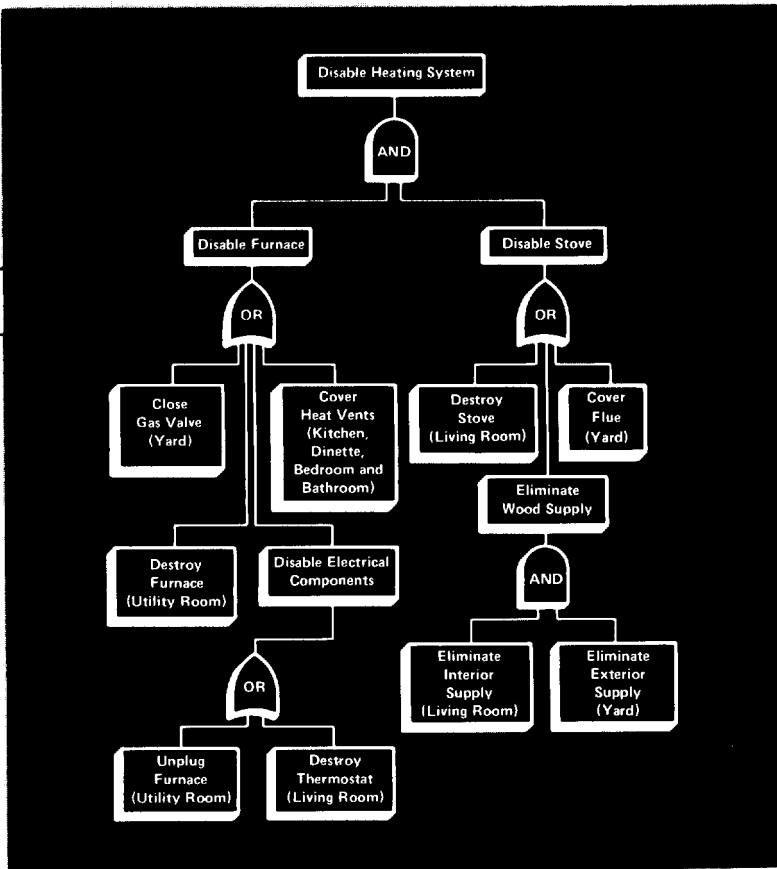 Disable Heating System
AND
Disable Furnace
Disable Stove
OR
OR
Close
Gas Valve
(Yard)
Cover
Heat Vents
(Kitchen,
Dinette,
Bedroom and
Bathroom)
Destroy
Stove
(Living Room)
Cover
Flue
(Yard)
Eliminate
Wood Supply
Destroy
Furnace
(Utility Room)
Disable Electrical
Components
AND
OR
Eliminate
Interior
Supply
(Living Room)
Eliminate
Exterior
Supply
(Yard)
Unplug
Furnace
(Utility Room)
Destroy
Thermostat
(Living Room)